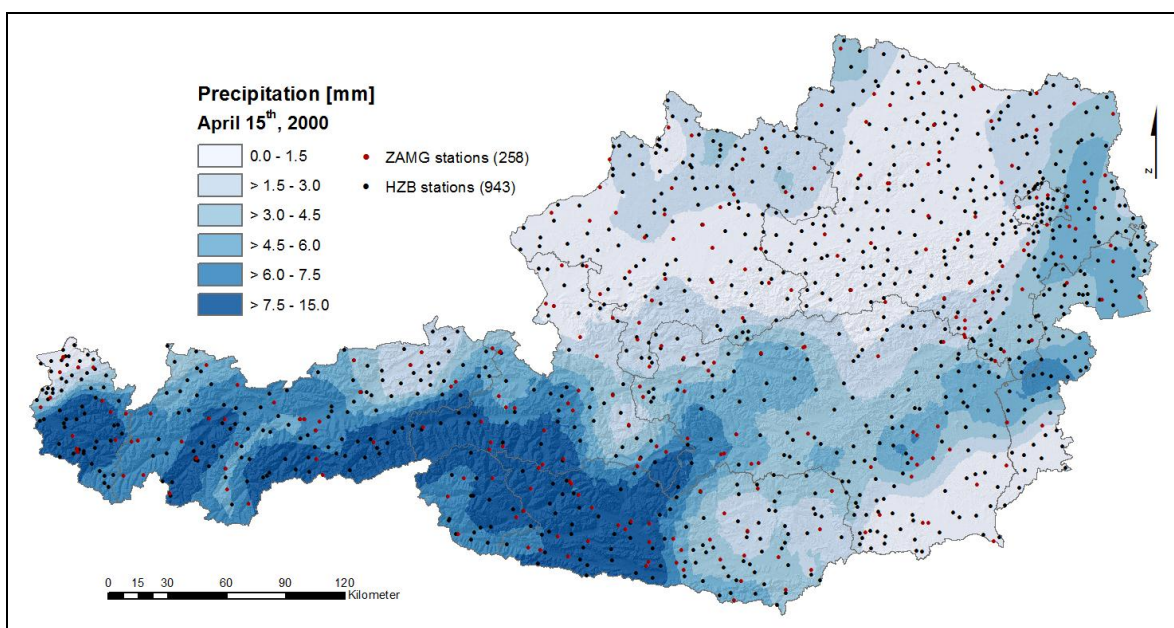 Precipitation [mm]
April 15th, 2000
0.0 - 1.5
> 1.5 - 3.0
> 3.0 - 4.5
> 4.5 - 6.0
> 6.0 - 7.5
> 7.5 - 15.0
ZAMG stations (258)
HZB stations (943)
N
0 15 30 60 90 120
Kilometer